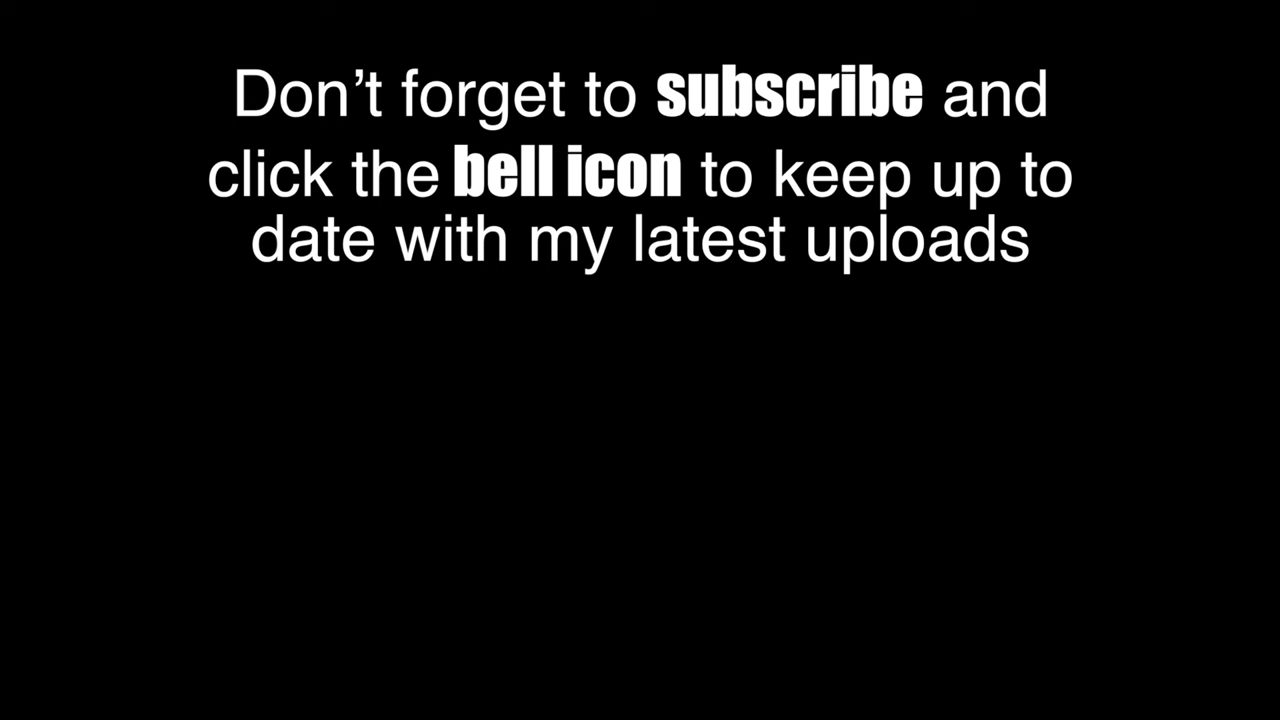 Don’t forget to subscribe and
click the bell icon to keep up to
date with my latest uploads